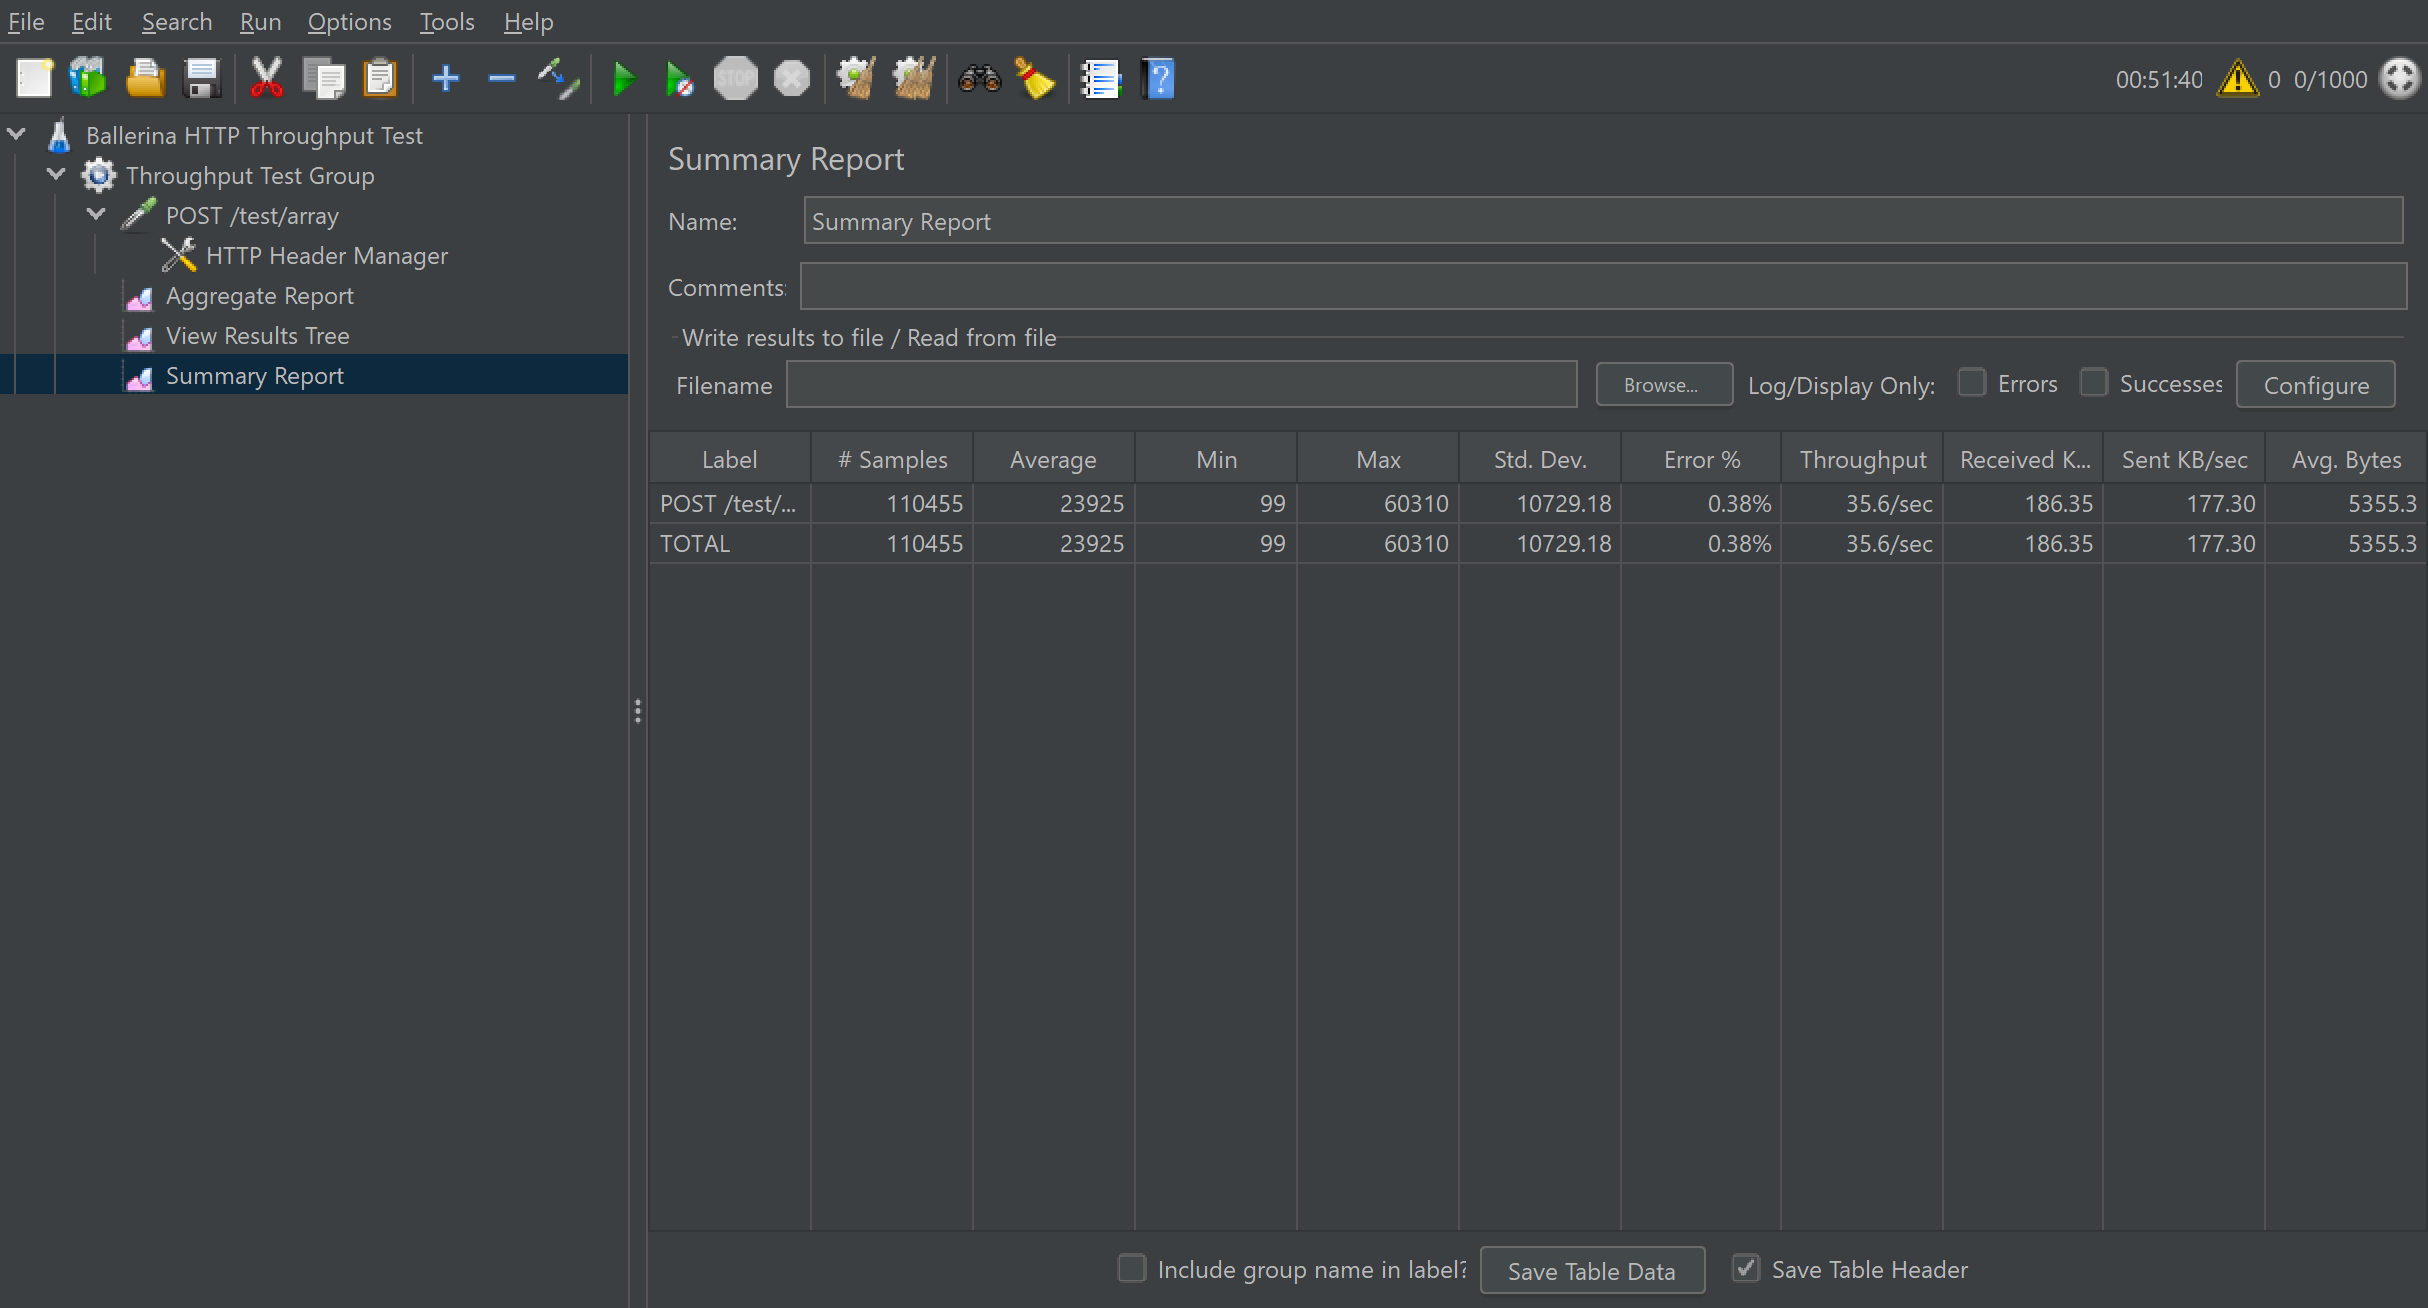 File Edit Search Run Options Tools Help
STOP
00:51:40 0 0/1000
Ballerina HTTP Throughput Test
Throughput Test Group
POST /test/array
HTTP Header Manager
Aggregate Report
View Results Tree
Summary Report
Summary Report
Name: Summary Report
Comments:
Write results to file / Read from file
Filename Browse... Log/Display Only: Errors Successes Configure
Label # Samples Average Min Max Std. Dev. Error % Throughput Received K... Sent KB/sec Avg. Bytes
POST /test/... 110455 23925 99 60310 10729.18 0.38% 35.6/sec 186.35 177.30 5355.3
TOTAL 110455 23925 99 60310 10729.18 0.38% 35.6/sec 186.35 177.30 5355.3
Include group name in label? Save Table Data Save Table Header